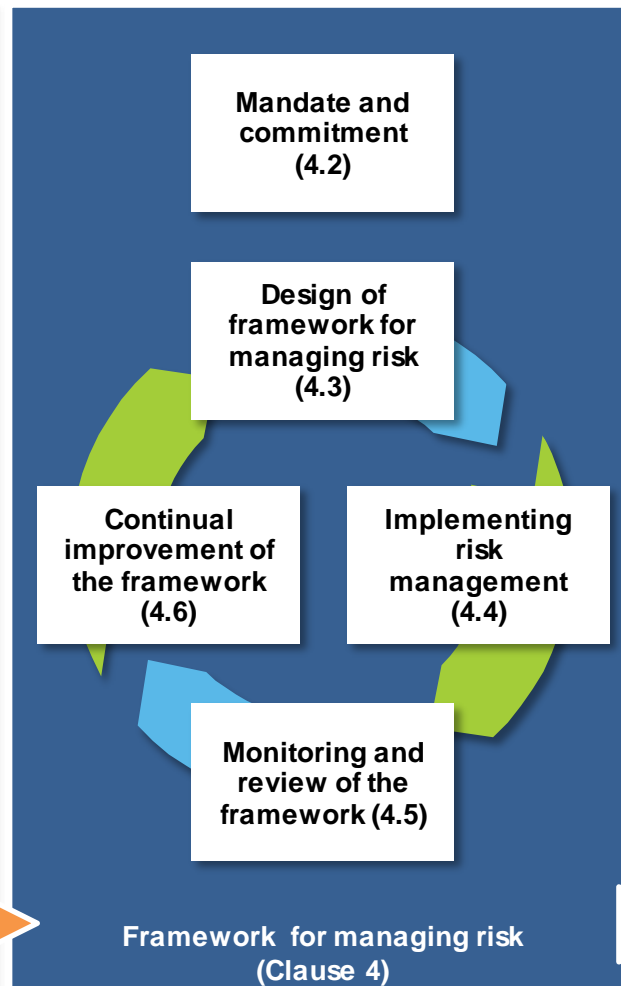 Mandate and
commitment
(4.2)
Design of
framework for
managing risk
(4.3)
Continual
improvement of
the framework
(4.6)
Implementing
risk
management
(4.4)
Monitoring and
review of the
framework (4.5)
Framework for managing risk
(Clause 4)